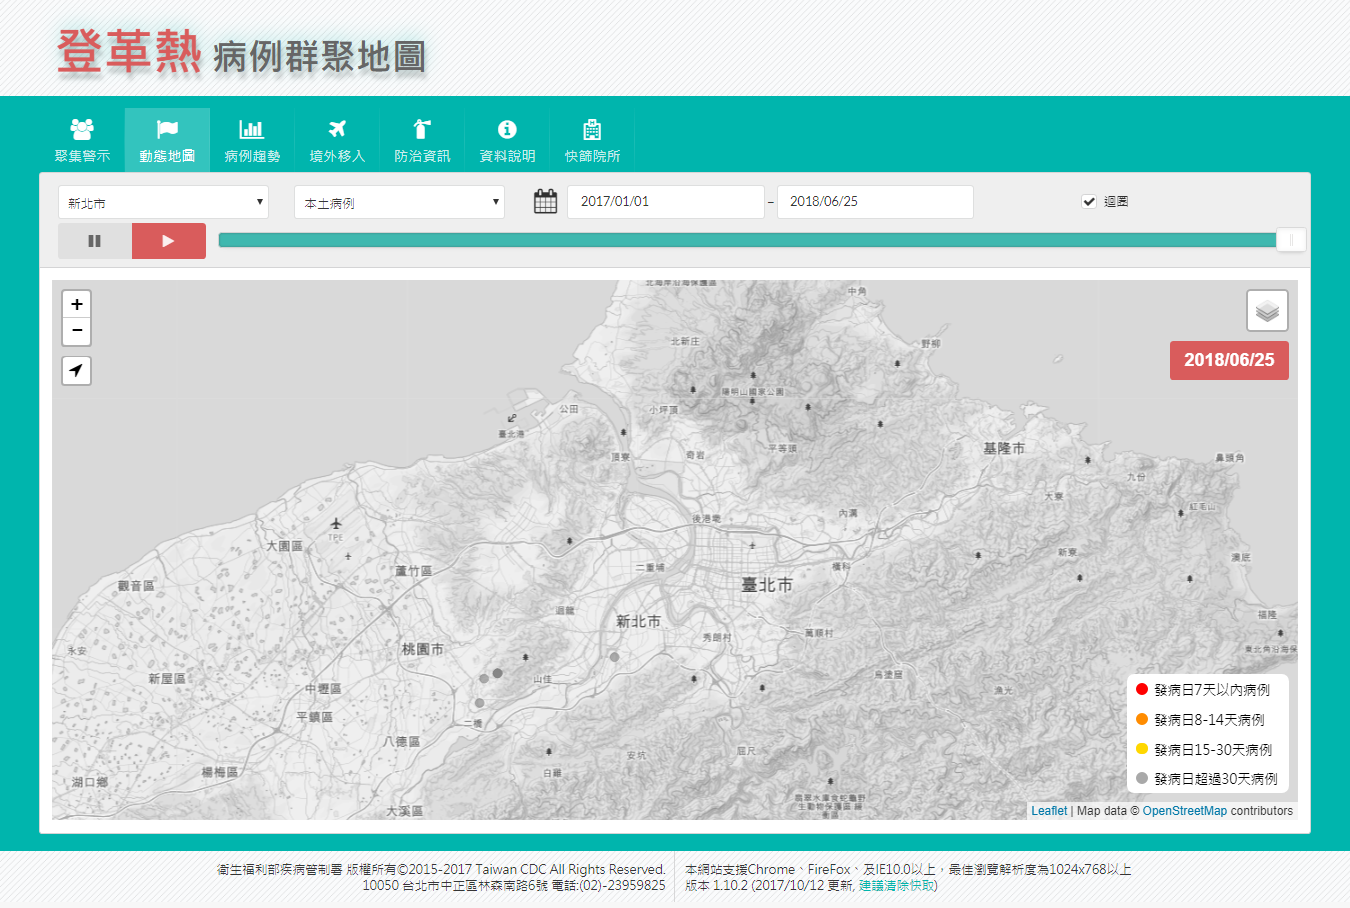 登革熱 病例群聚地圖
聚集警示 動態地圖 病例趨勢 境外移入 防治資訊 資料說明 快篩院所
新北市 本土病例 2017/01/01 – 2018/06/25 迴圈
北海岸沿海保護區
中角
+
−
北新庄
野柳
2018/06/25
陽明山國家公園
公田
小坪頂
臺北港
平等頭
基隆市
頂寮
奇岩
鼻頭角
九份
大寮
紅毛山
後港墘
內溝
TPE
大園區
新寮
澳底
橫科
二重埔
蘆竹區
觀音區
臺北市
迴龍
福隆
新北市
秀朗村
萬順村
桃園市
東北角沿海保
永安
新屋區
山佳
烏塗窟
中壢區
漁光
平鎮區
二橋
八德區
屈尺
安坑
楊梅區
白雞
湖口鄉
翡翠水庫食蛇龜野
生動物保護區 緩
衝區
大溪區
發病日7天以內病例
發病日8-14天病例
發病日15-30天病例
發病日超過30天病例
Leaflet | Map data © OpenStreetMap contributors
衛生福利部疾病管制署 版權所有©2015-2017 Taiwan CDC All Rights Reserved.
10050 台北市中正區林森南路6號 電話:(02)-23959825
本網站支援Chrome、FireFox、及IE10.0以上，最佳瀏覽解析度為1024x768以上
版本 1.10.2 (2017/10/12 更新, 建議清除快取)